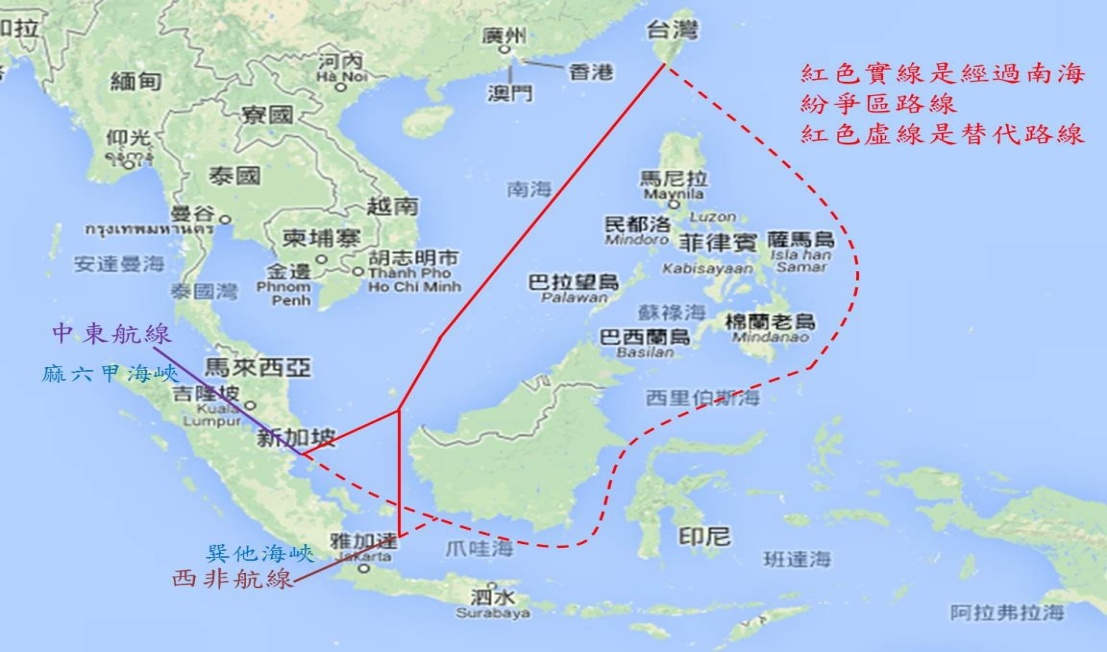 加拉
台灣
廣州
河內
Hà Nội
香港
澳門
緬甸
紅色實線是經過南海
紛爭區路線
紅色虛線是替代路線
寮國
仰光
ရန်ကုန်
泰國
南海
馬尼拉
Maynila
越南
曼谷
กรุงเทพมหานคร
Luzon
民都洛
Mindoro
菲律賓
Kabisayaan
薩馬島
Isla han
Samar
柬埔寨
安達曼海
金邊
Phnom
Penh
胡志明市
Thành Pho
Ho Chi Minh
泰國灣
巴拉望島
Palawan
蘇祿海
棉蘭老島
Mindanao
中東航線
巴西蘭島
Basilan
麻六甲海峽
馬來西亞
吉隆坡
Kuala
Lumpur
西里伯斯海
新加坡
雅加達
Jakarta
爪哇海
印尼
巽他海峽
西非航線
班達海
泗水
Surabaya
阿拉弗拉海